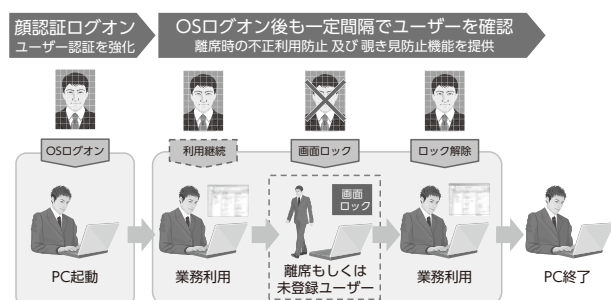 顔認証ログオン
ユーザー認証を強化
OSログオン後も一定間隔でユーザーを確認
離席時の不正利用防止 及び 覗き見防止機能を提供
OSログオン
利用継続
画面ロック
ロック解除
画面
ロック
PC起動
業務利用
離席もしくは
未登録ユーザー
業務利用
PC終了